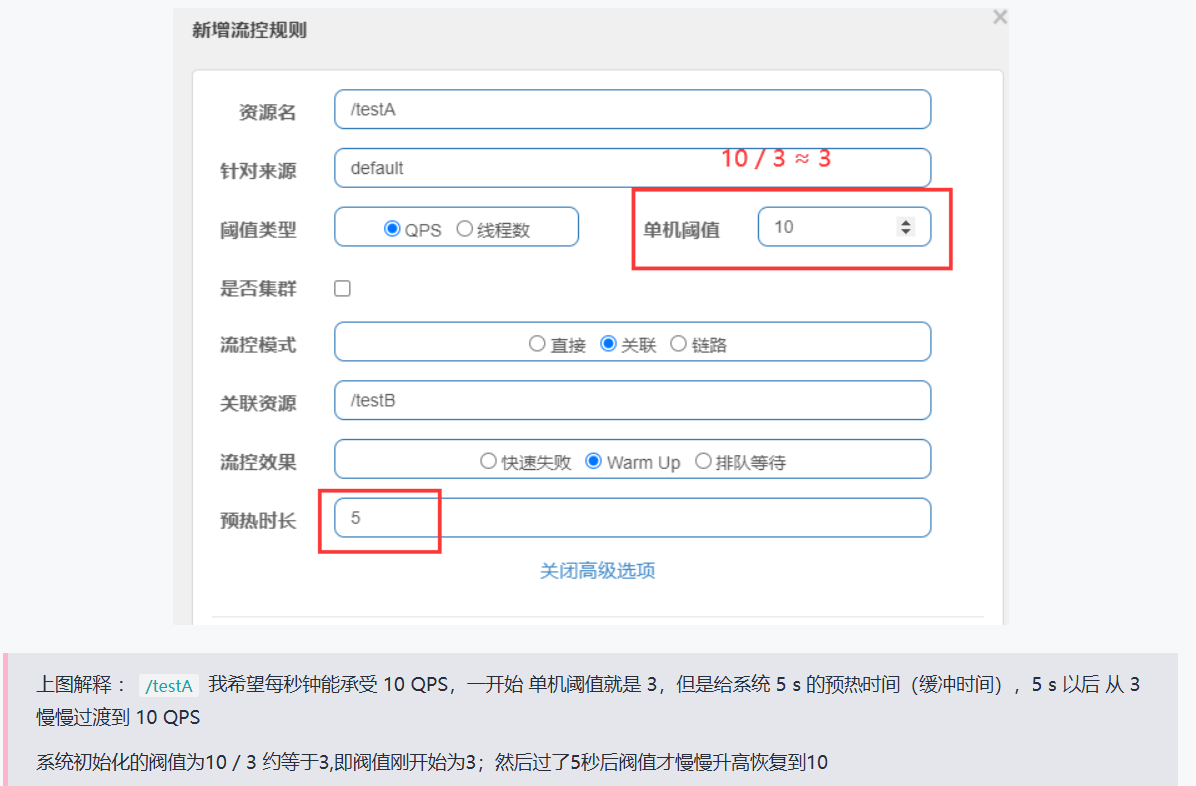 新增流控规则
×
资源名 /testA
针对来源 default
10 / 3 ≈ 3
阈值类型 QPS 线程数 单机阈值 10
是否集群
流控模式 直接 关联 链路
关联资源 /testB
流控效果 快速失败 Warm Up 排队等待
预热时长 5
关闭高级选项
上图解释： /testA 我希望每秒钟能承受 10 QPS，一开始 单机阈值就是 3，但是给系统 5 s 的预热时间（缓冲时间），5 s 以后 从 3
慢慢过渡到 10 QPS
系统初始化的阀值为10 / 3 约等于3,即阀值刚开始为3；然后过了5秒后阀值才慢慢升高恢复到10